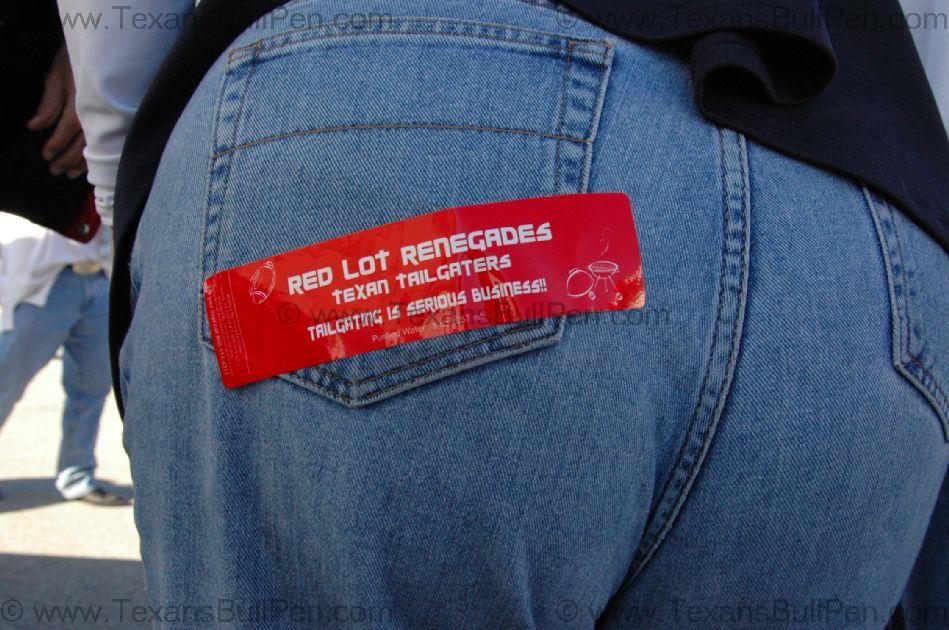 © www.TexansBullPen.com © www.TexansBullPen.com
RED LOT RENEGADES
TEXAN TAILGATERS
TAILGATING IS SERIOUS BUSINESS!!
© www.TexansBullPen.com
Purified Water
© www.TexansBullPen.com © www.TexansBullPen.com